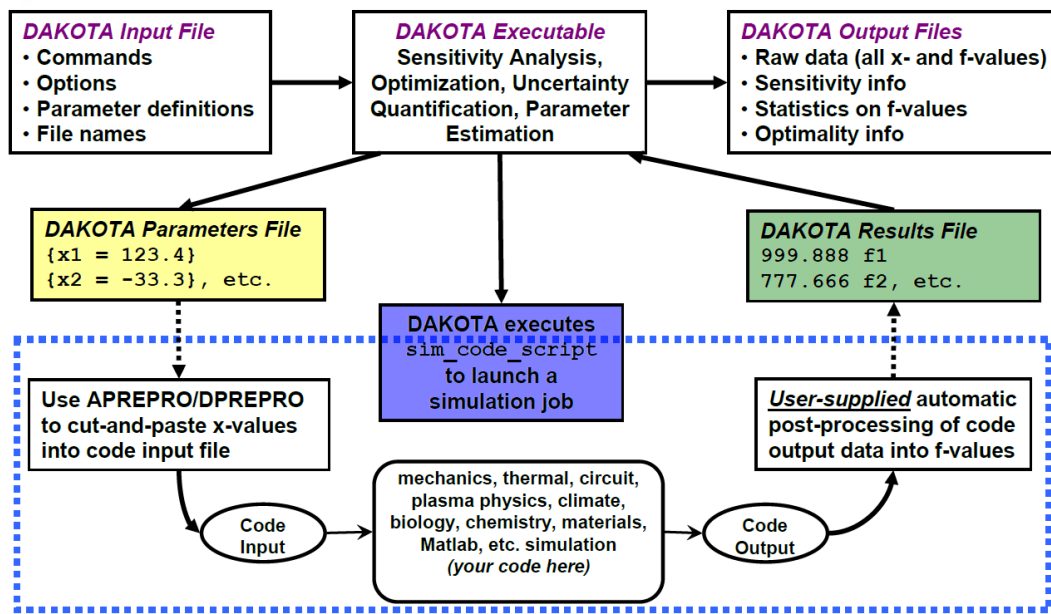 DAKOTA Input File
• Commands
• Options
• Parameter definitions
• File names
DAKOTA Executable
Sensitivity Analysis,
Optimization, Uncertainty
Quantification, Parameter
Estimation
DAKOTA Output Files
• Raw data (all x- and f-values)
• Sensitivity info
• Statistics on f-values
• Optimality info
DAKOTA Parameters File
{x1 = 123.4}
{x2 = -33.3}, etc.
DAKOTA Results File
999.888 f1
777.666 f2, etc.
DAKOTA executes
sim_code_script
to launch a
simulation job
Use APREPRO/DPREPRO
to cut-and-paste x-values
into code input file
User-supplied automatic
post-processing of code
output data into f-values
Code
Input
mechanics, thermal, circuit,
plasma physics, climate,
biology, chemistry, materials,
Matlab, etc. simulation
(your code here)
Code
Output